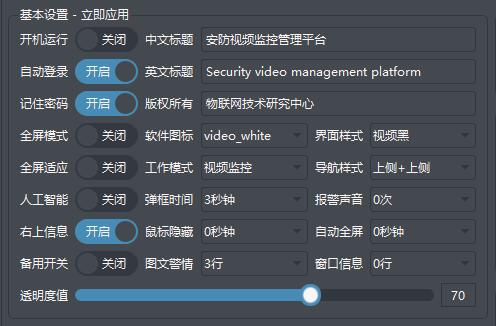 基本设置 - 立即应用
开机运行 关闭 中文标题 安防视频监控管理平台
自动登录 开启 英文标题 Security video management platform
记住密码 开启 版权所有 物联网技术研究中心
全屏模式 关闭 软件图标 video_white 界面样式 视频黑
全屏适应 关闭 工作模式 视频监控 导航样式 上侧+上侧
人工智能 关闭 弹框时间 3秒钟 报警声音 0次
右上信息 开启 鼠标隐藏 0秒钟 自动全屏 0秒钟
备用开关 关闭 图文警情 3行 窗口信息 0行
透明度值 70